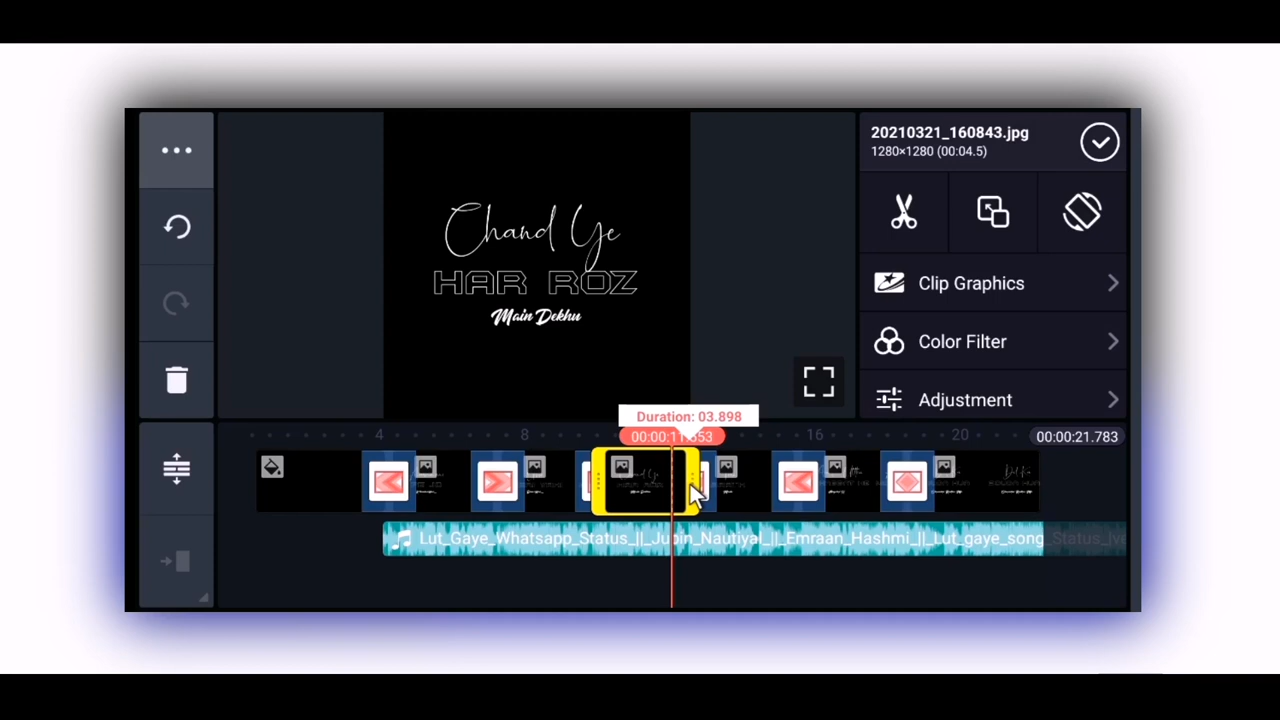 20210321_160843.jpg
1280×1280 (00:04.5)
Chand Ye
HAR ROZ
Main Dekhu
Clip Graphics
Color Filter
Adjustment
Duration: 03.898
4
8
16
20
00:00:21.783
Lut_Gaye_Whatsapp_Status_||_Jubin_Nautiyal_||_Emraan_Hashmi_||_Lut_gaye_song_Status_